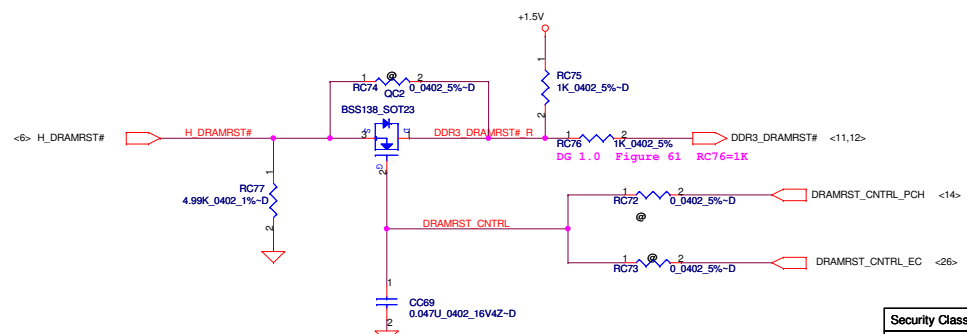 +1.5V
1
RC75
1K_0402_5%~D
2
1 @ 2
RC74 0_0402_5%~D
QC2
BSS138_SOT23
<6> H_DRAMRST#
H_DRAMRST#
3 S D 1
DDR3_DRAMRST#_R
1 2
RC76 1K_0402_5%
DDR3_DRAMRST# <11,12>
DG 1.0 Figure 61 RC76=1K
G
2
1
RC77
4.99K_0402_1%~D
2
1 2
RC72 0_0402_5%~D
@
DRAMRST_CNTRL_PCH <14>
DRAMRST_CNTRL
1 @ 2
RC73 0_0402_5%~D
DRAMRST_CNTRL_EC <26>
1
CC69
0.047U_0402_16V4Z~D
2
Security Class